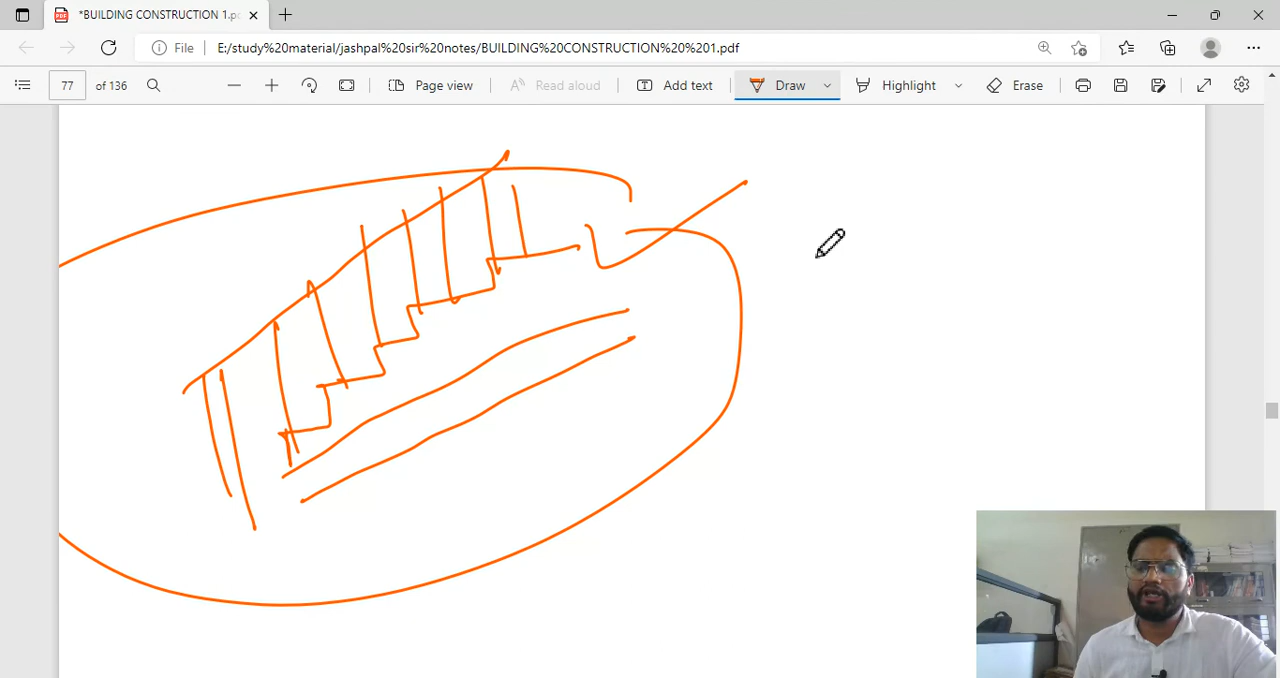 *BUILDING CONSTRUCTION 1.p
File E:/study%20material/jashpal%20sir%20notes/BUILDING%20CONSTRUCTION%20%201.pdf
77 of 136 Page view Read aloud Add text Draw Highlight Erase